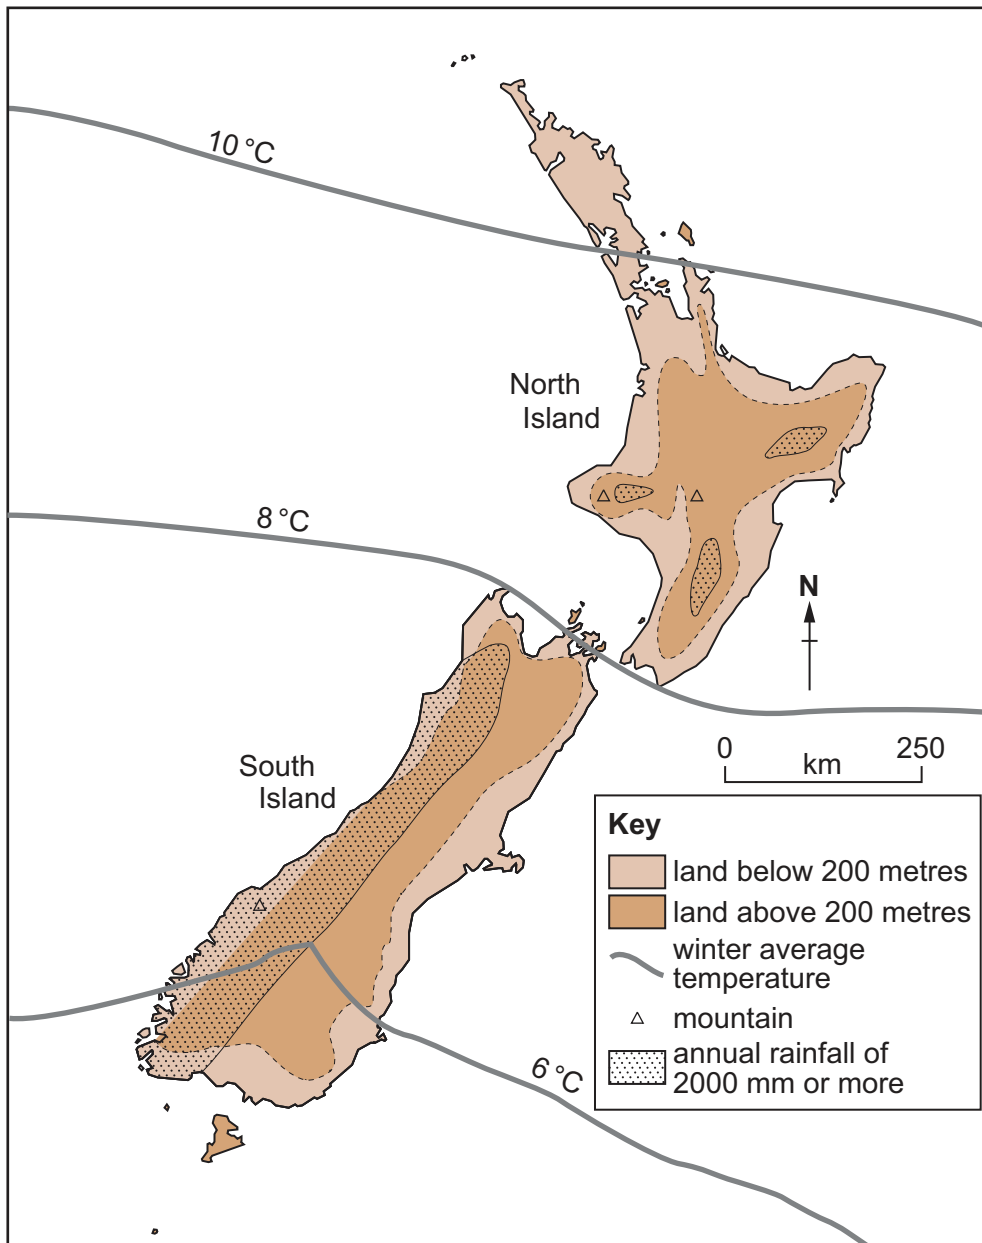 10 °C
North
Island
8 °C
N
0 250
km
South
Island
Key
land below 200 metres
land above 200 metres
winter average
temperature
mountain
annual rainfall of
2000 mm or more
6 °C